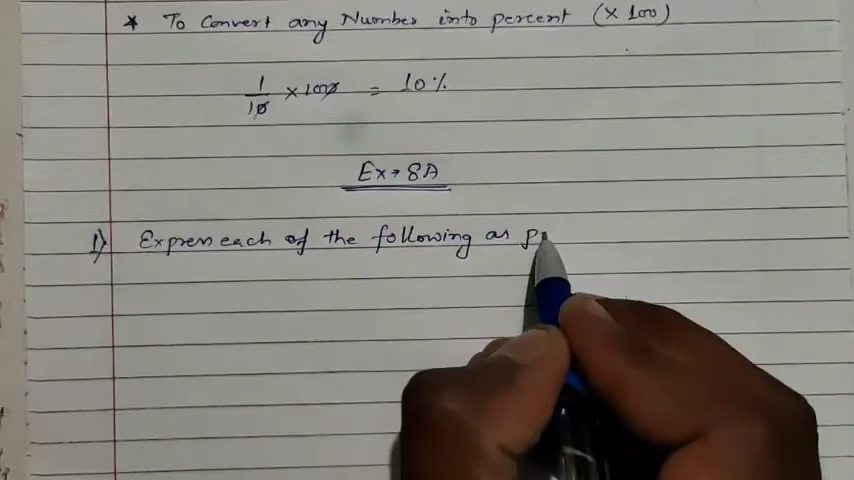 * To Convert any Number into percent (× 100)
1/10 × 100 = 10%
Ex → 8A
1) Express each of the following as p